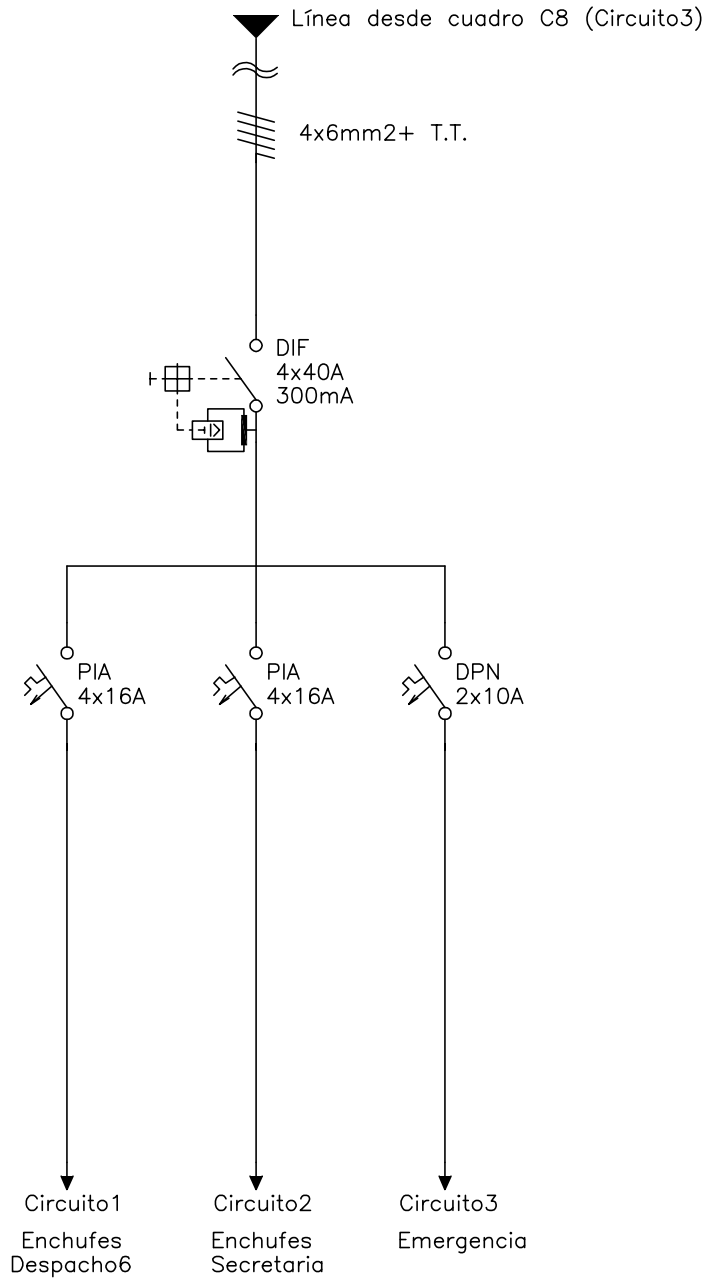 Línea desde cuadro C8 (Circuito3)
4x6mm2+ T.T.
DIF
4x40A
300mA
PIA
4x16A
PIA
4x16A
DPN
2x10A
Circuito1
Enchufes
Despacho6
Circuito2
Enchufes
Secretaria
Circuito3
Emergencia